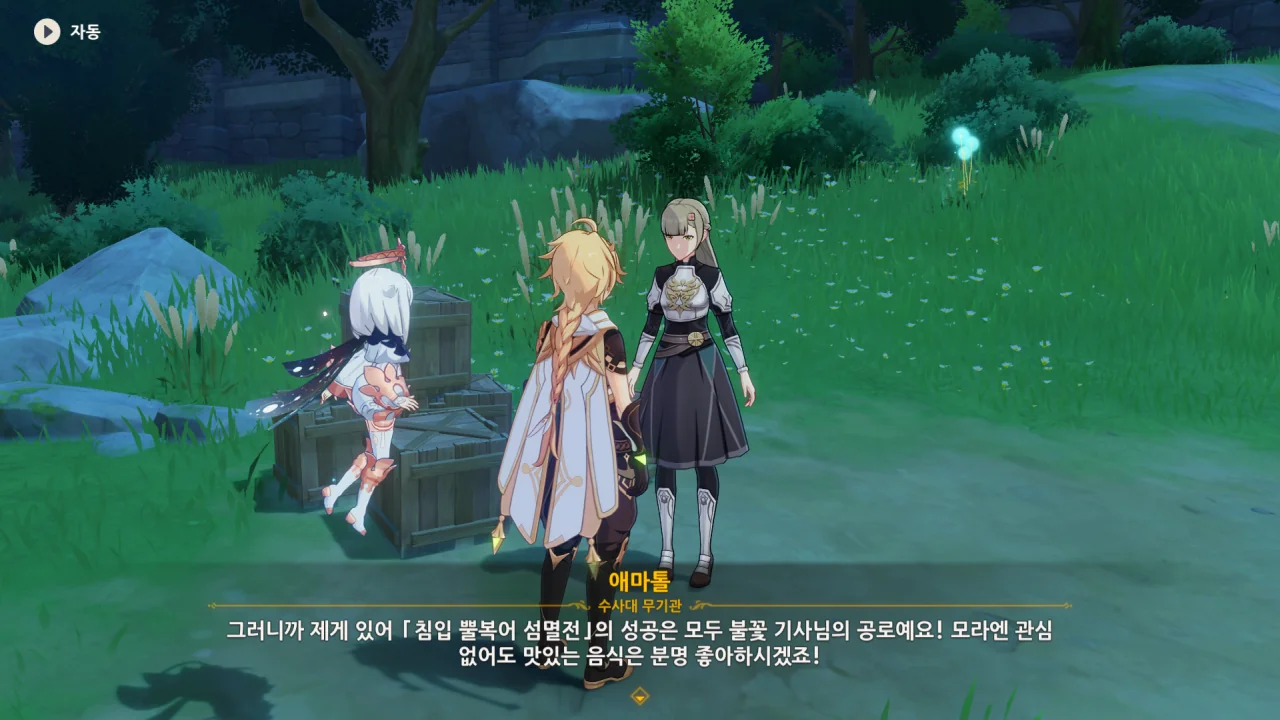 자동
애마톨
수사대 무기관
그러니까 제게 있어 「침입 뿔복어 섬멸전」의 성공은 모두 불꽃 기사님의 공로예요! 모라엔 관심
없어도 맛있는 음식은 분명 좋아하시겠죠!